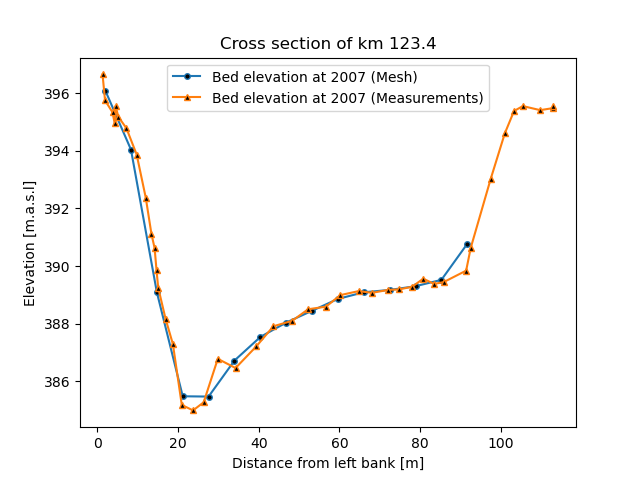 Cross section of km 123.4
Bed elevation at 2007 (Mesh)
Bed elevation at 2007 (Measurements)
Elevation [m.a.s.l]
396
394
392
390
388
386
0 20 40 60 80 100
Distance from left bank [m]